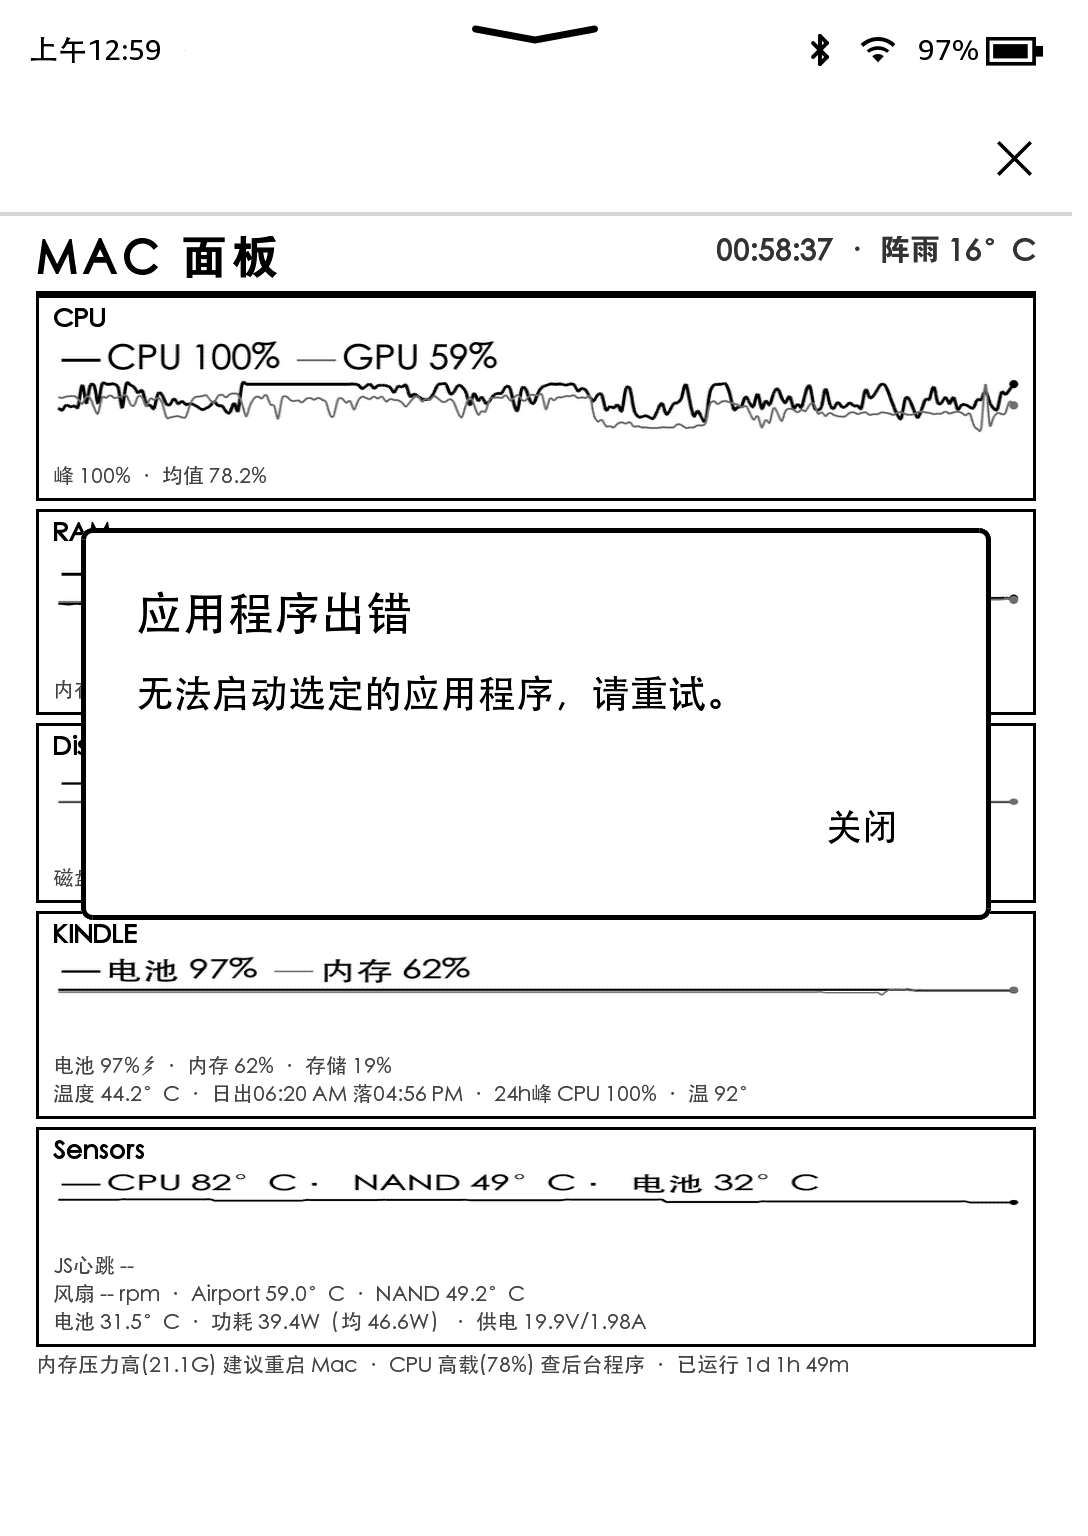 上午12:59
97%
MAC 面板
00:58:37 · 阵雨 16°C
CPU
CPU 100% GPU 59%
峰 100% · 均值 78.2%
应用程序出错
无法启动选定的应用程序，请重试。
关闭
KINDLE
电池 97% 内存 62%
电池 97%⚡ · 内存 62% · 存储 19%
温度 44.2°C · 日出06:20 AM 落04:56 PM · 24h峰 CPU 100% · 温 92°
Sensors
CPU 82°C · NAND 49°C · 电池 32°C
JS心跳 --
风扇 -- rpm · Airport 59.0°C · NAND 49.2°C
电池 31.5°C · 功耗 39.4W (均 46.6W) · 供电 19.9V/1.98A
内存压力高(21.1G) 建议重启 Mac · CPU 高载(78%) 查后台程序 · 已运行 1d 1h 49m